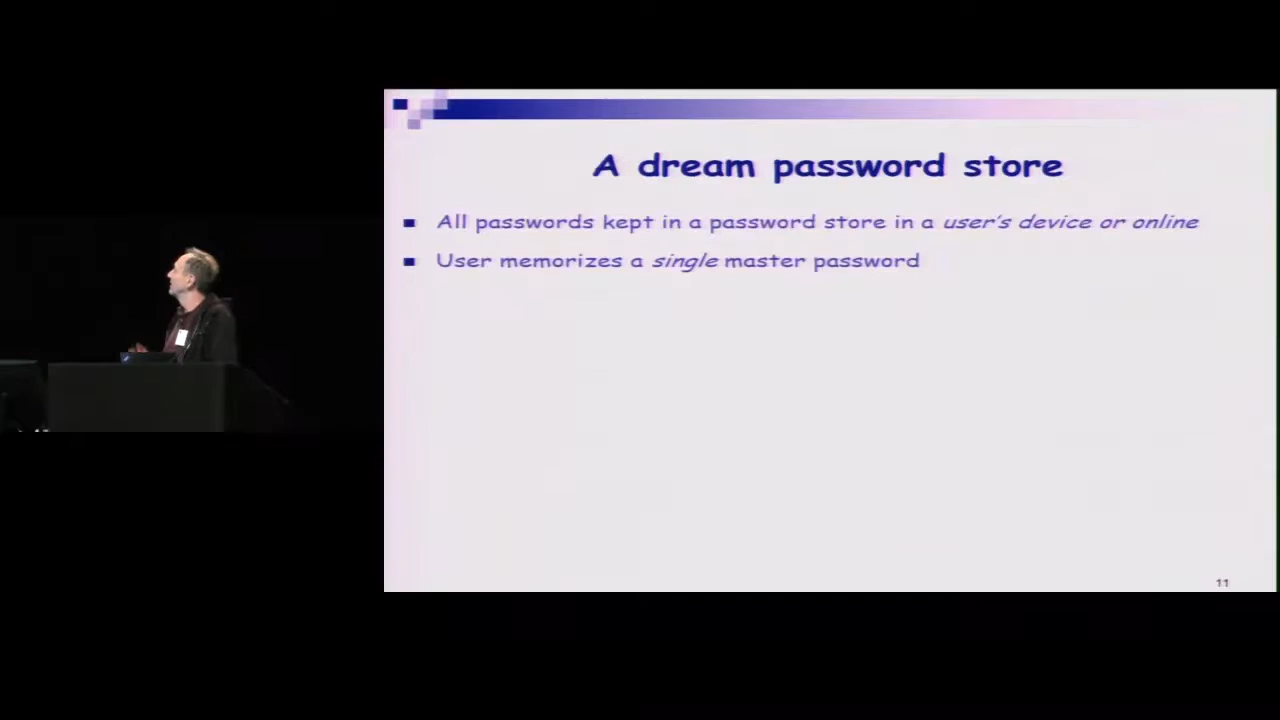 A dream password store
All passwords kept in a password store in a user's device or online
User memorizes a single master password
11